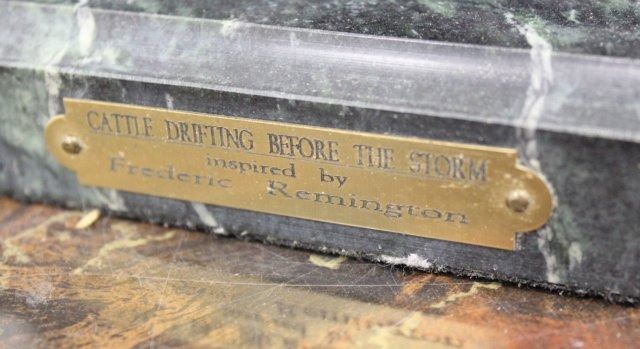 CATTLE DRIFTING BEFORE THE STORM
inspired by
Frederic Remington